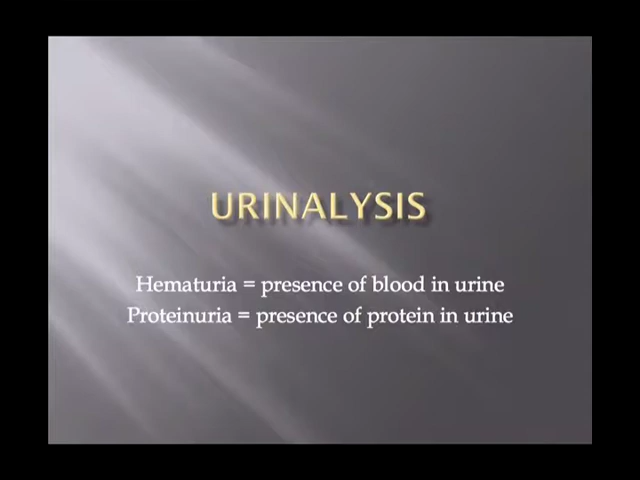 URINALYSIS
Hematuria = presence of blood in urine
Proteinuria = presence of protein in urine